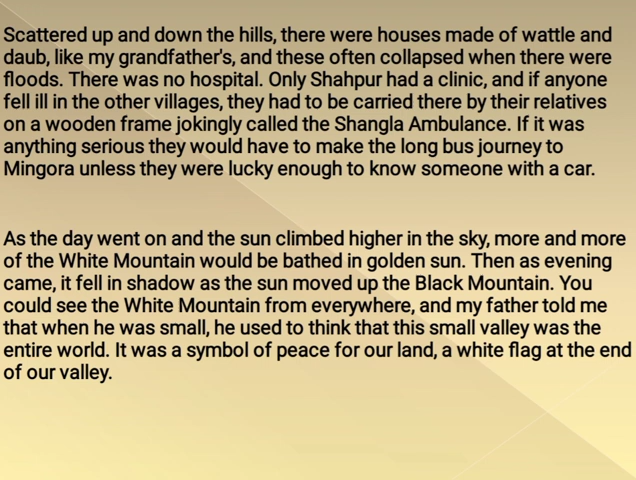 Scattered up and down the hills, there were houses made of wattle and
daub, like my grandfather's, and these often collapsed when there were
floods. There was no hospital. Only Shahpur had a clinic, and if anyone
fell ill in the other villages, they had to be carried there by their relatives
on a wooden frame jokingly called the Shangla Ambulance. If it was
anything serious they would have to make the long bus journey to
Mingora unless they were lucky enough to know someone with a car.
As the day went on and the sun climbed higher in the sky, more and more
of the White Mountain would be bathed in golden sun. Then as evening
came, it fell in shadow as the sun moved up the Black Mountain. You
could see the White Mountain from everywhere, and my father told me
that when he was small, he used to think that this small valley was the
entire world. It was a symbol of peace for our land, a white flag at the end
of our valley.